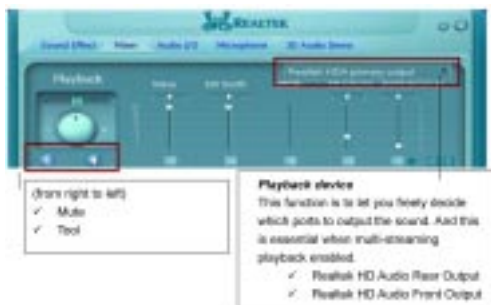 REALTEK
Sound Effect Mixer Audio I/O Microphone 3D Audio Demo
Realtek HDA primary output
Playback
(from right to left)
✓ Mute
✓ Tool
Playback device
This function is to let you freely decide
which ports to output the sound. And this
is essential when multi-streaming
playback enabled.
✓ Realtek HD Audio Rear Output
✓ Realtek HD Audio Front Output